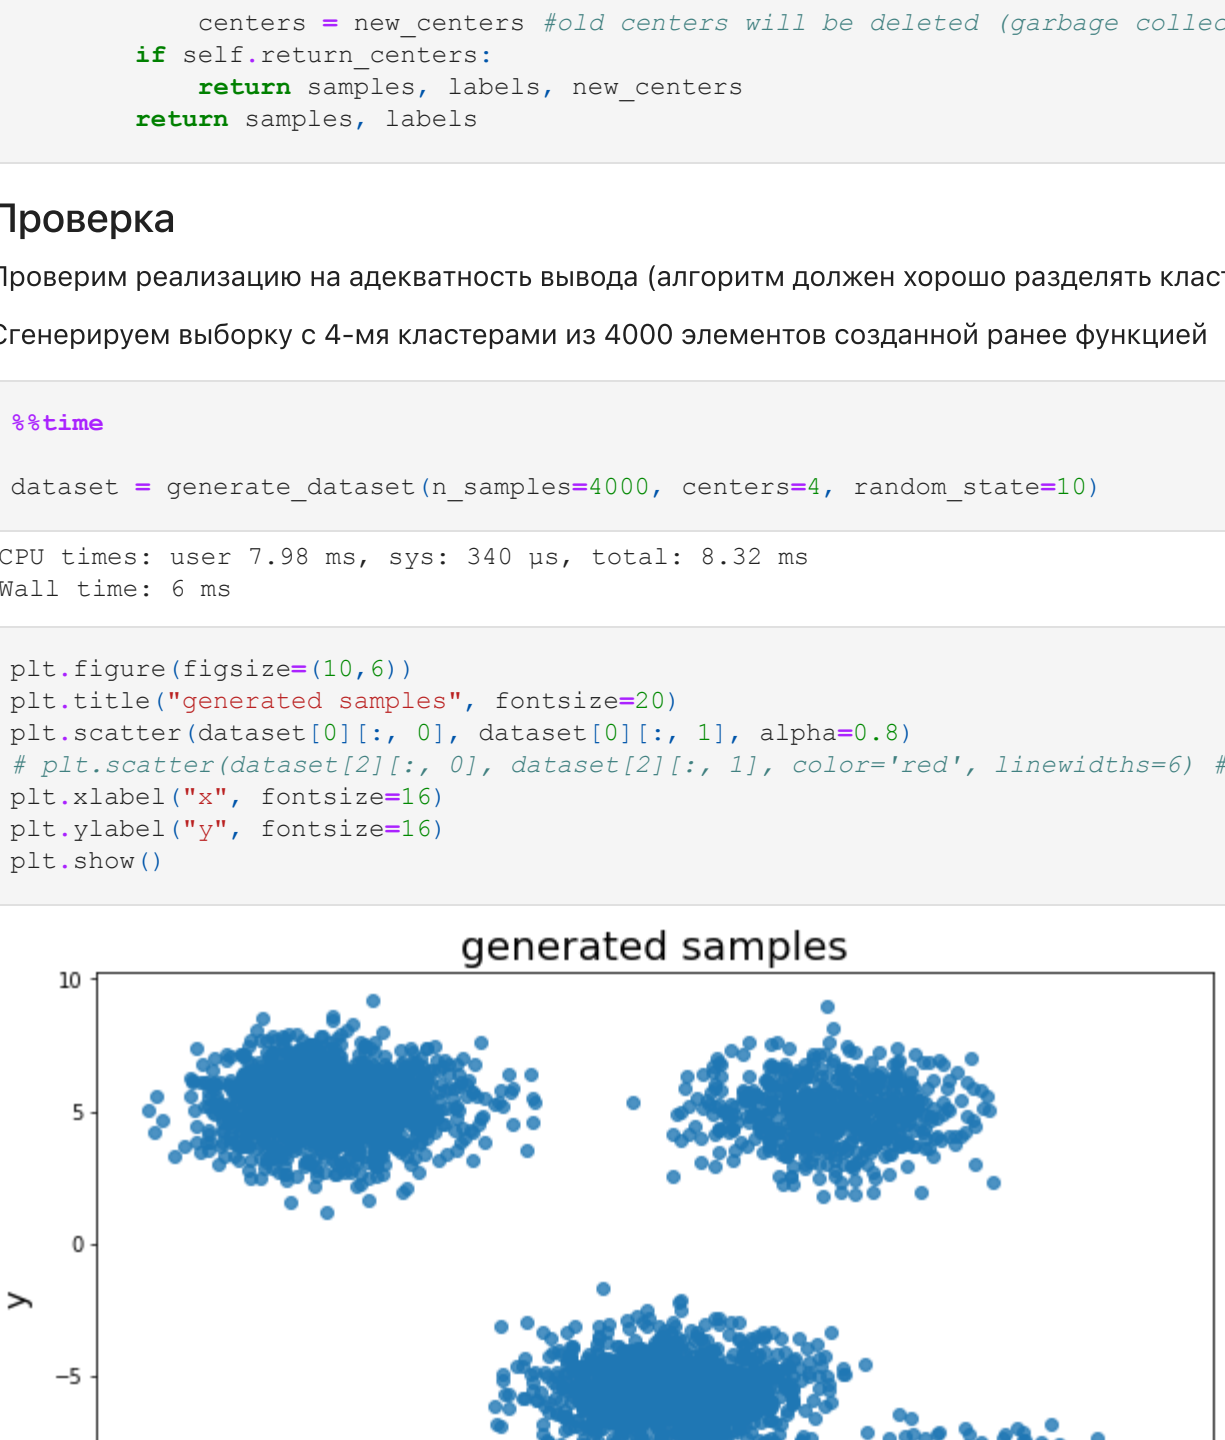 centers = new_centers #old centers will be deleted (garbage collec
if self.return_centers:
return samples, labels, new_centers
return samples, labels
Проверка
Проверим реализацию на адекватность вывода (алгоритм должен хорошо разделять класт
Сгенерируем выборку с 4-мя кластерами из 4000 элементов созданной ранее функцией
%%time
dataset = generate_dataset(n_samples=4000, centers=4, random_state=10)
CPU times: user 7.98 ms, sys: 340 µs, total: 8.32 ms
Wall time: 6 ms
plt.figure(figsize=(10,6))
plt.title("generated samples", fontsize=20)
plt.scatter(dataset[0][:, 0], dataset[0][:, 1], alpha=0.8)
# plt.scatter(dataset[2][:, 0], dataset[2][:, 1], color='red', linewidths=6) #
plt.xlabel("x", fontsize=16)
plt.ylabel("y", fontsize=16)
plt.show()
generated samples
10
5
0
y
−5